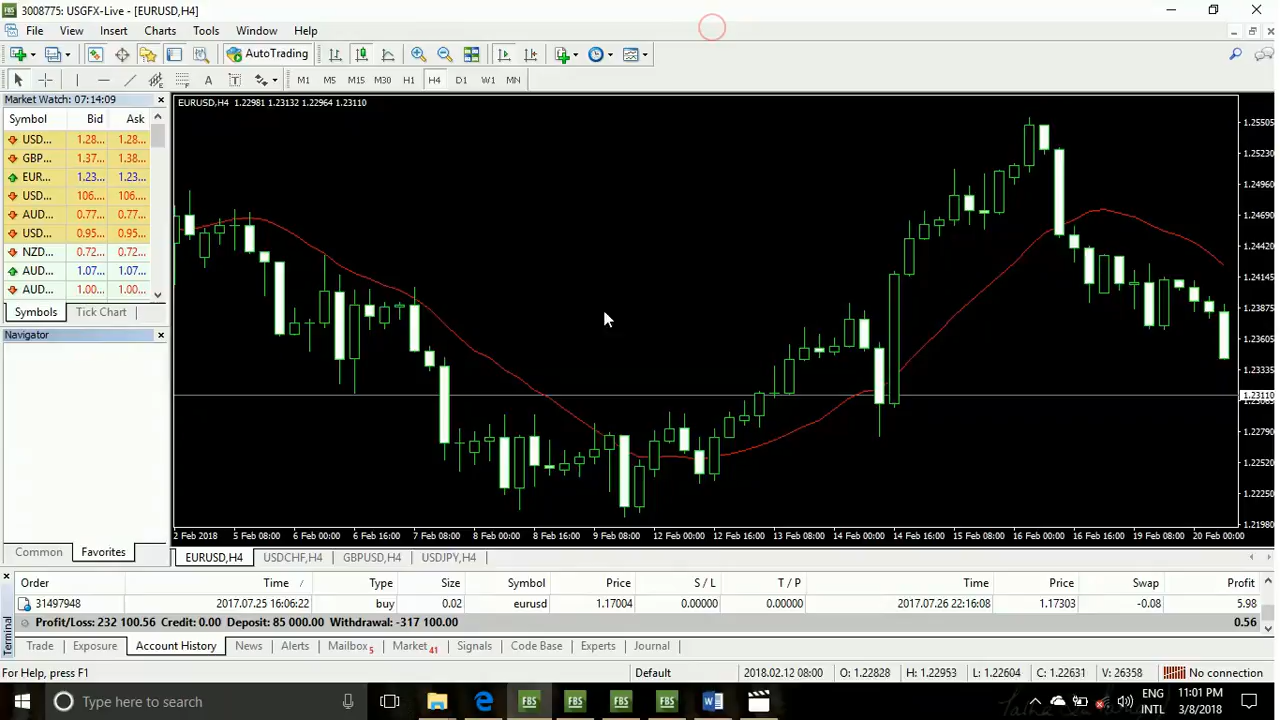 3008775: USGFX-Live - [EURUSD,H4]
File View Insert Charts Tools Window Help
AutoTrading
A T M1 M5 M15 M30 H1 H4 D1 W1 MN
Market Watch: 07:14:09
Symbol Bid Ask
USD... 1.28... 1.28...
GBP... 1.37... 1.38...
EUR... 1.23... 1.23...
USD... 106.... 106....
AUD... 0.77... 0.77...
USD... 0.95... 0.95...
NZD... 0.72... 0.72...
AUD... 1.07... 1.07...
AUD... 1.00... 1.00...
Symbols Tick Chart
Navigator
Common Favorites
EURUSD,H4 1.22981 1.23132 1.22964 1.23110
1.25505
1.25230
1.24960
1.24690
1.24420
1.24145
1.23875
1.23605
1.23335
1.23110
1.22790
1.22520
1.22250
1.21980
2 Feb 2018 5 Feb 08:00 6 Feb 00:00 6 Feb 16:00 7 Feb 08:00 8 Feb 00:00 8 Feb 16:00 9 Feb 08:00 12 Feb 00:00 12 Feb 16:00 13 Feb 08:00 14 Feb 00:00 14 Feb 16:00 15 Feb 08:00 16 Feb 00:00 16 Feb 16:00 19 Feb 08:00 20 Feb 00:00
EURUSD,H4 USDCHF,H4 GBPUSD,H4 USDJPY,H4
Order Time / Type Size Symbol Price S / L T / P Time Price Swap Profit
31497948 2017.07.25 16:06:22 buy 0.02 eurusd 1.17004 0.00000 0.00000 2017.07.26 22:16:08 1.17303 -0.08 5.98
Profit/Loss: 232 100.56 Credit: 0.00 Deposit: 85 000.00 Withdrawal: -317 100.00 0.56
Terminal
Trade Exposure Account History News Alerts Mailbox5 Market41 Signals Code Base Experts Journal
For Help, press F1 Default 2018.02.12 08:00 O: 1.22828 H: 1.22953 L: 1.22604 C: 1.22631 V: 26358 No connection
Type here to search FBS FBS FBS FBS ENG INTL 11:01 PM 3/8/2018